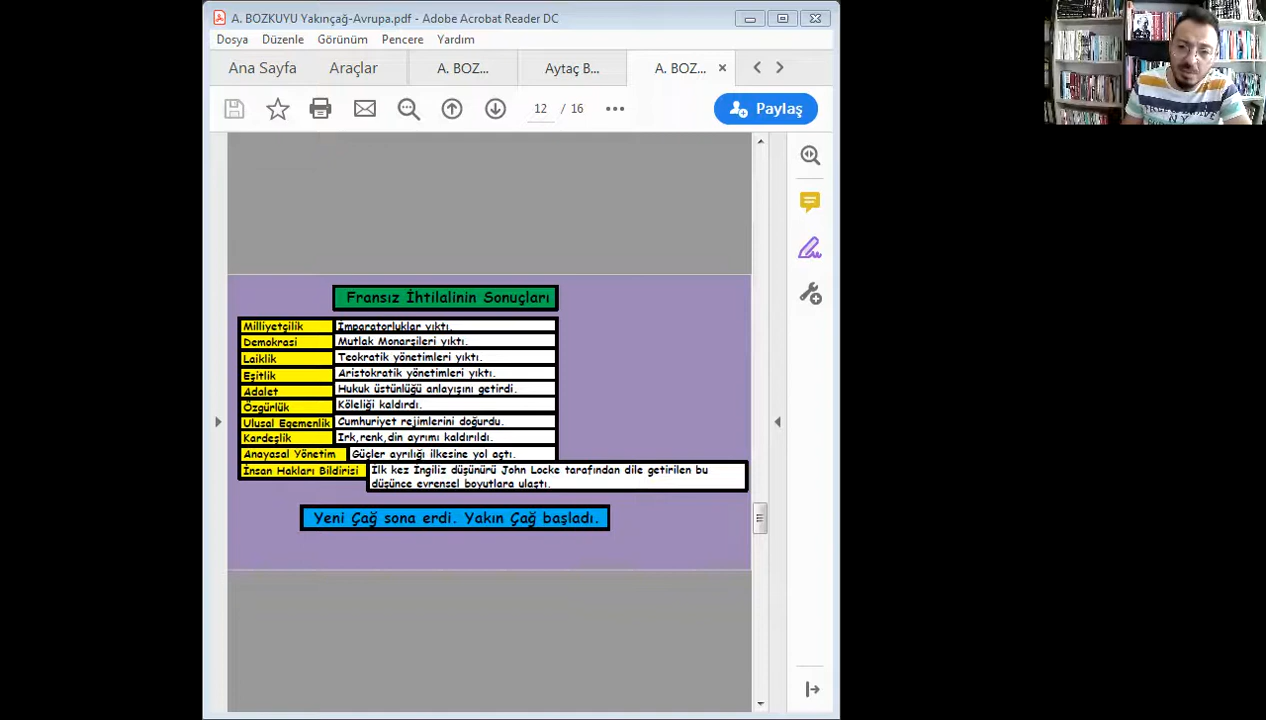 A. BOZKUYU Yakınçağ-Avrupa.pdf - Adobe Acrobat Reader DC
Dosya Düzenle Görünüm Pencere Yardım
Ana Sayfa Araçlar A. BOZ... Aytaç B... A. BOZ...
12 / 16 Paylaş
Fransız İhtilalinin Sonuçları
Milliyetçilik İmparatorluklar yıktı.
Demokrasi Mutlak Monarşileri yıktı.
Laiklik Teokratik yönetimleri yıktı.
Eşitlik Aristokratik yönetimleri yıktı.
Adalet Hukuk üstünlüğü anlayışını getirdi.
Özgürlük Köleliği kaldırdı.
Ulusal Egemenlik Cumhuriyet rejimlerini doğurdu.
Kardeşlik Irk,renk,din ayrımı kaldırıldı.
Anayasal Yönetim Güçler ayrılığı ilkesine yol açtı.
İnsan Hakları Bildirisi İlk kez İngiliz düşünürü John Locke tarafından dile getirilen bu
düşünce evrensel boyutlara ulaştı.
Yeni Çağ sona erdi. Yakın Çağ başladı.